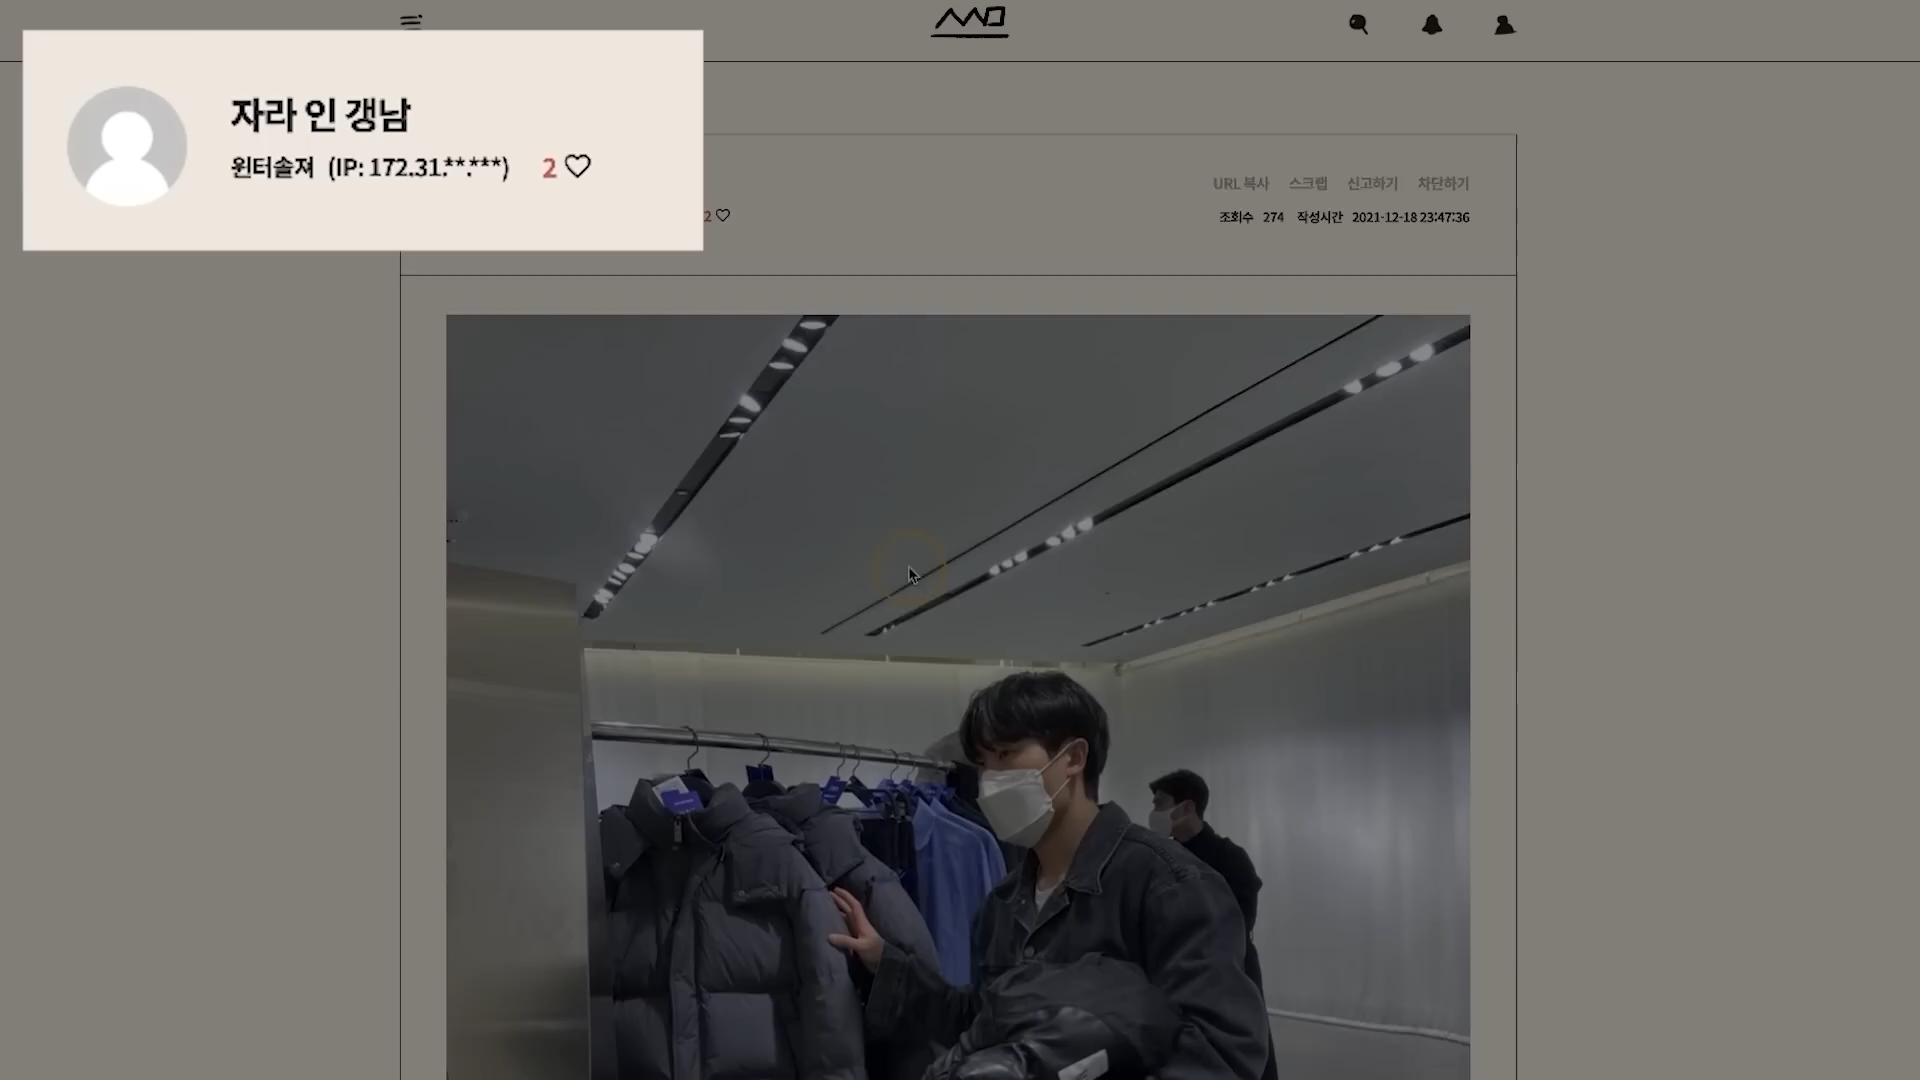 자라 인 갱남
윈터솔져 (IP: 172.31.**.***) 2
URL 복사 스크랩 신고하기 차단하기
2 조회수 274 작성시간 2021-12-18 23:47:36